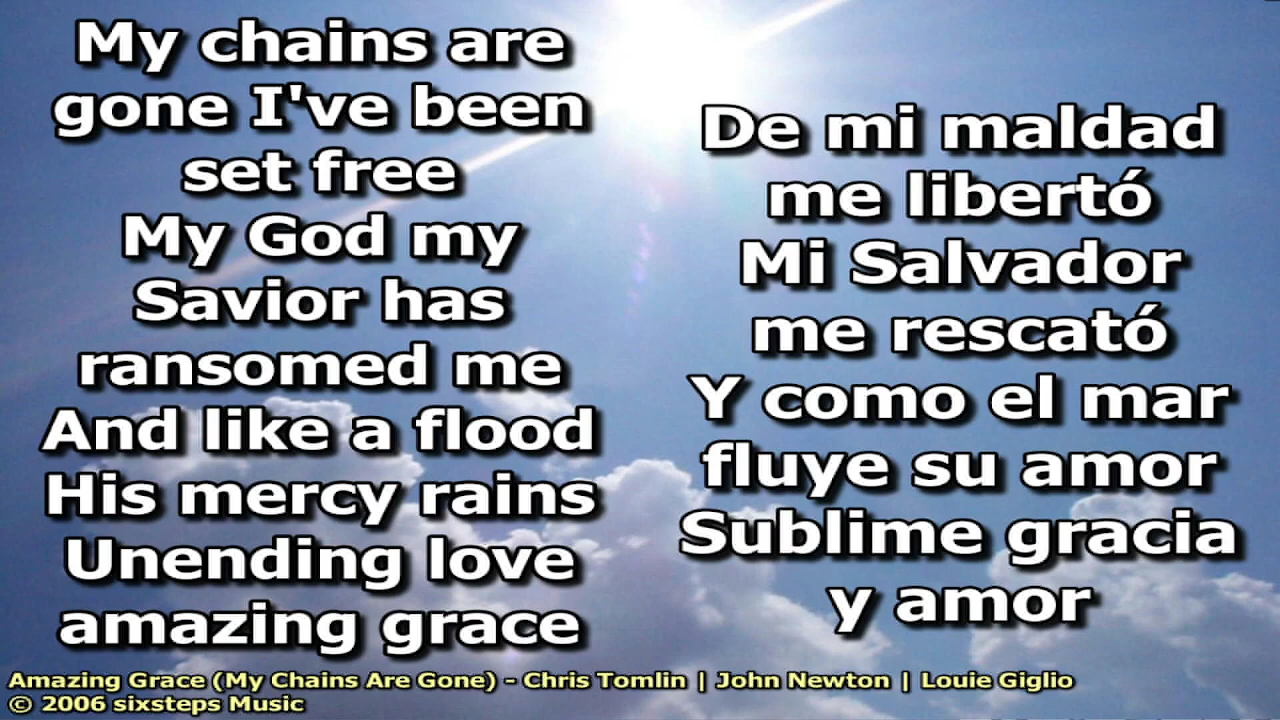 My chains are
gone I've been
set free
My God my
Savior has
ransomed me
And like a flood
His mercy rains
Unending love
amazing grace
De mi maldad
me libertó
Mi Salvador
me rescató
Y como el mar
fluye su amor
Sublime gracia
y amor
Amazing Grace (My Chains Are Gone) - Chris Tomlin | John Newton | Louie Giglio
© 2006 sixsteps Music